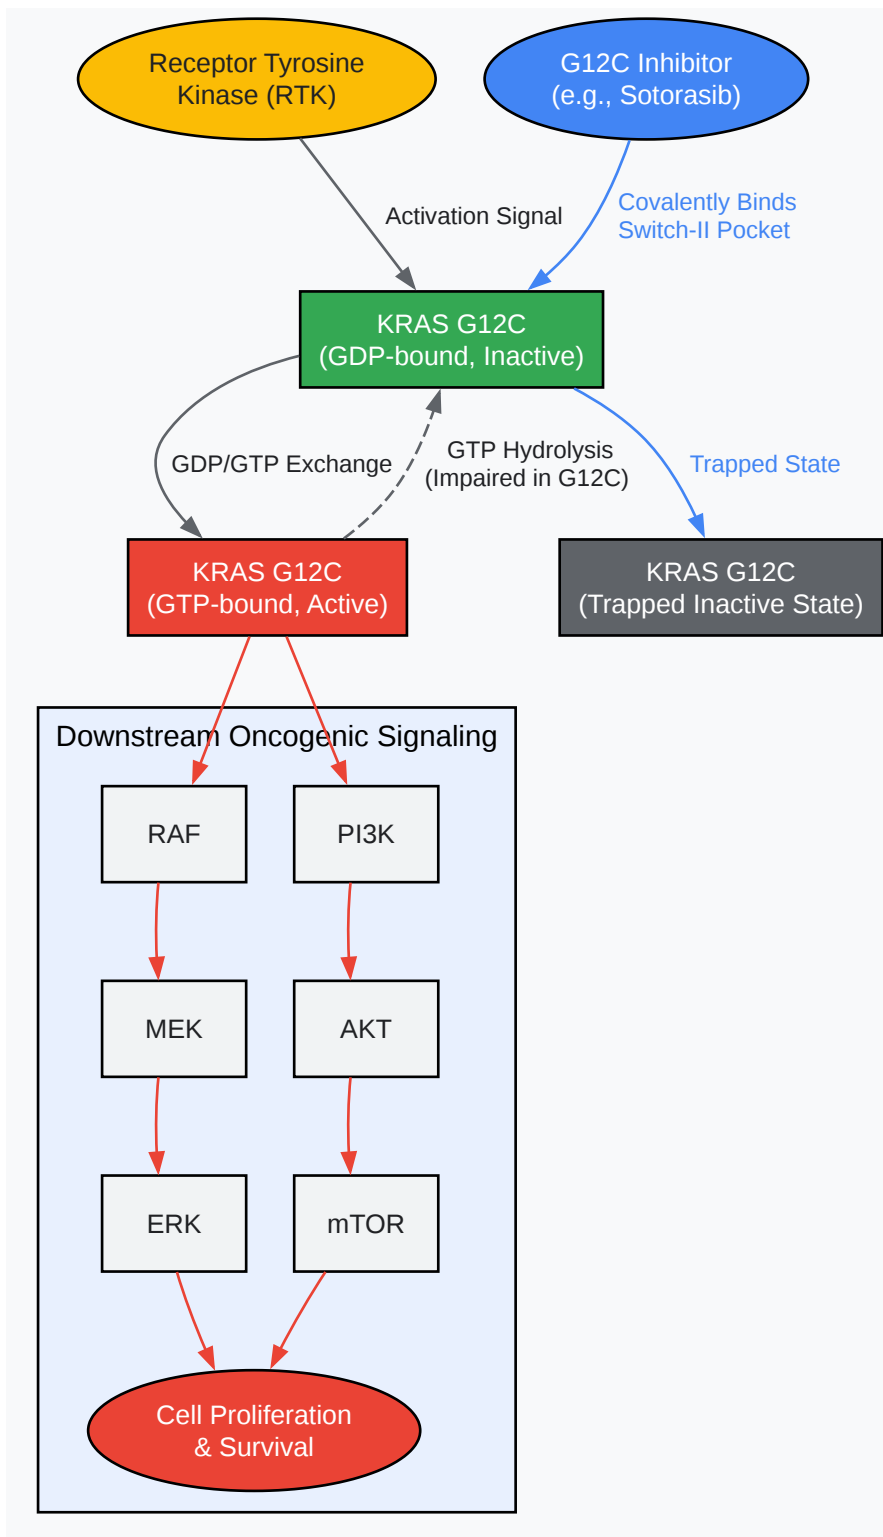 Receptor Tyrosine
Kinase (RTK)
G12C Inhibitor
(e.g., Sotorasib)
Activation Signal
Covalently Binds
Switch-II Pocket
KRAS G12C
(GDP-bound, Inactive)
GDP/GTP Exchange
GTP Hydrolysis
(Impaired in G12C)
Trapped State
KRAS G12C
(GTP-bound, Active)
KRAS G12C
(Trapped Inactive State)
Downstream Oncogenic Signaling
RAF
PI3K
MEK
AKT
ERK
mTOR
Cell Proliferation
& Survival